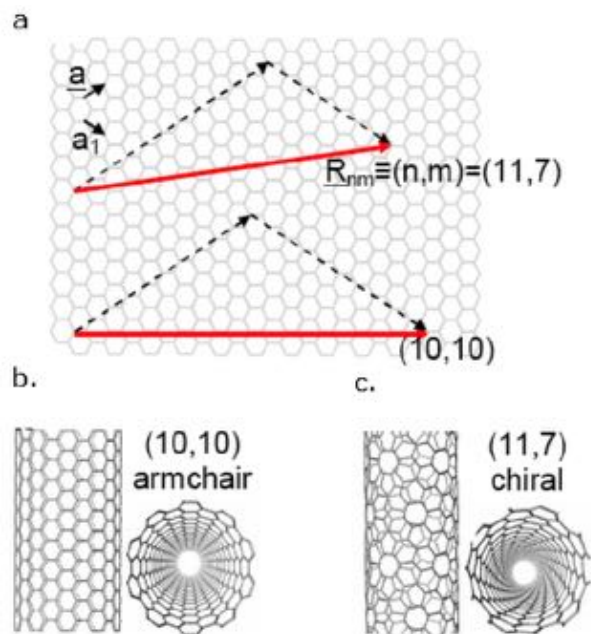 a
a
a1
Rnm≡(n,m)=(11,7)
(10,10)
b.
c.
(10,10)
armchair
(11,7)
chiral